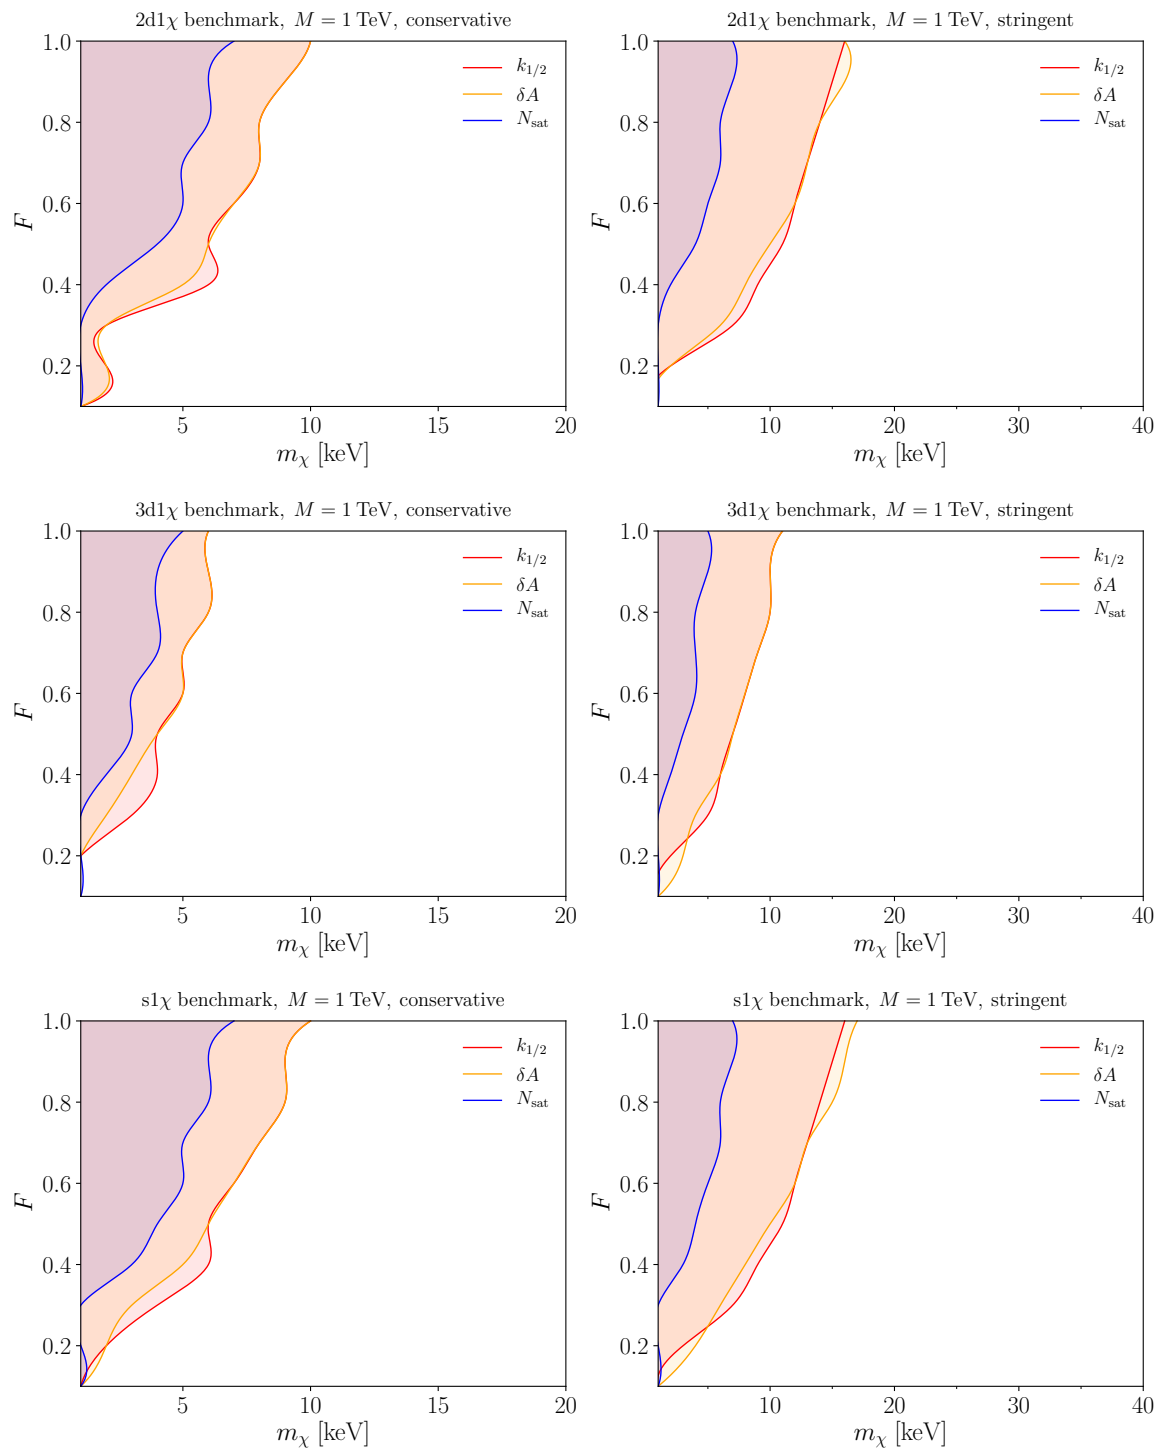 2d1χ benchmark, M = 1 TeV, conservative
1.0
0.8
0.6
0.4
0.2
F
k1/2
δA
Nsat
5
10
15
20
mχ [keV]
2d1χ benchmark, M = 1 TeV, stringent
1.0
0.8
0.6
0.4
0.2
F
k1/2
δA
Nsat
10
20
30
40
mχ [keV]
3d1χ benchmark, M = 1 TeV, conservative
1.0
0.8
0.6
0.4
0.2
F
k1/2
δA
Nsat
5
10
15
20
mχ [keV]
3d1χ benchmark, M = 1 TeV, stringent
1.0
0.8
0.6
0.4
0.2
F
k1/2
δA
Nsat
10
20
30
40
mχ [keV]
s1χ benchmark, M = 1 TeV, conservative
1.0
0.8
0.6
0.4
0.2
F
k1/2
δA
Nsat
5
10
15
20
mχ [keV]
s1χ benchmark, M = 1 TeV, stringent
1.0
0.8
0.6
0.4
0.2
F
k1/2
δA
Nsat
10
20
30
40
mχ [keV]